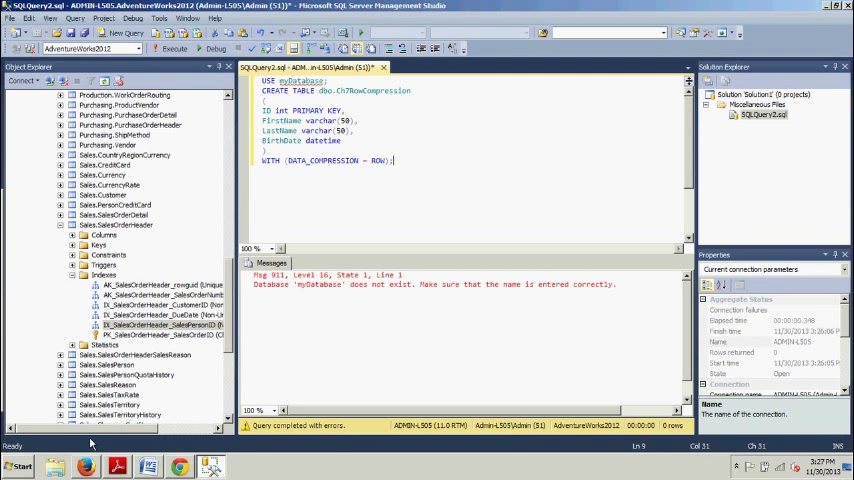 SQLQuery2.sql - ADMIN-L505.AdventureWorks2012 (Admin-L505\Admin (51))* - Microsoft SQL Server Management Studio
File Edit View Query Project Debug Tools Window Help
New Query
AdventureWorks2012 Execute Debug
Object Explorer
Connect
Production.WorkOrderRouting
Purchasing.ProductVendor
Purchasing.PurchaseOrderDetail
Purchasing.PurchaseOrderHeader
Purchasing.ShipMethod
Purchasing.Vendor
Sales.CountryRegionCurrency
Sales.CreditCard
Sales.Currency
Sales.CurrencyRate
Sales.Customer
Sales.PersonCreditCard
Sales.SalesOrderDetail
Sales.SalesOrderHeader
Columns
Keys
Constraints
Triggers
Indexes
AK_SalesOrderHeader_rowguid (Unique
AK_SalesOrderHeader_SalesOrderNumb
IX_SalesOrderHeader_CustomerID (Non
IX_SalesOrderHeader_DueDate (Non-Un
IX_SalesOrderHeader_SalesPersonID (N
PK_SalesOrderHeader_SalesOrderID (Cl
Statistics
Sales.SalesOrderHeaderSalesReason
Sales.SalesPerson
Sales.SalesPersonQuotaHistory
Sales.SalesReason
Sales.SalesTaxRate
Sales.SalesTerritory
Sales.SalesTerritoryHistory
SQLQuery2.sql - ADM...in-L505\Admin (51))*
USE myDatabase;
CREATE TABLE dbo.Ch7RowCompression
(
ID int PRIMARY KEY,
FirstName varchar(50),
LastName varchar(50),
BirthDate datetime
)
WITH (DATA_COMPRESSION = ROW);
100 %
Messages
Msg 911, Level 16, State 1, Line 1
Database 'myDatabase' does not exist. Make sure that the name is entered correctly.
100 %
Query completed with errors. ADMIN-L505 (11.0 RTM) Admin-L505\Admin (51) AdventureWorks2012 00:00:00 0 rows
Solution Explorer
Solution 'Solution1' (0 projects)
Miscellaneous Files
SQLQuery2.sql
Properties
Current connection parameters
Aggregate Status
Connection failures
Elapsed time 00:00:00.348
Finish time 11/30/2013 3:26:06 P
Name ADMIN-L505
Rows returned 0
Start time 11/30/2013 3:26:05 P
State Open
Connection
Connection name ADMIN-L505 (Admin-L
Name
The name of the connection.
Ready Ln 9 Col 31 Ch 31 INS
Start
3:27 PM
11/30/2013